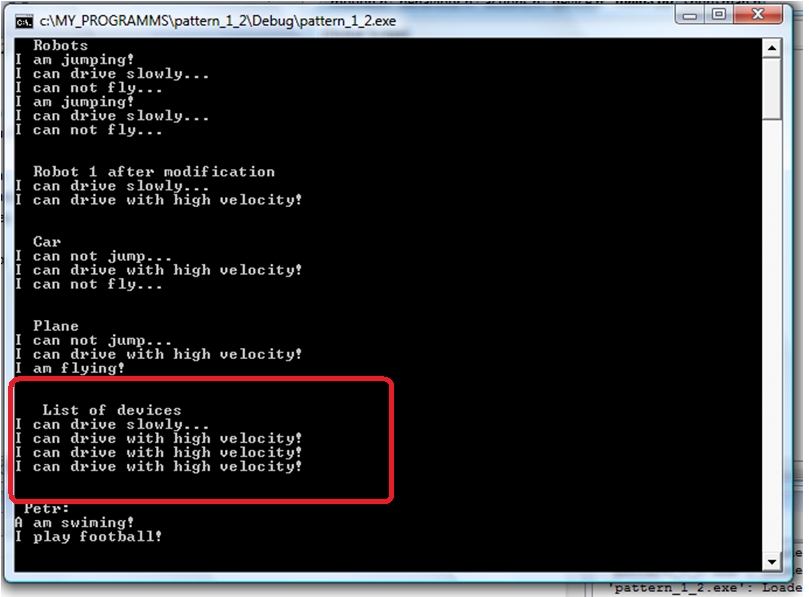 c:\MY_PROGRAMMS\pattern_1_2\Debug\pattern_1_2.exe
Robots
I am jumping!
I can drive slowly...
I can not fly...
I am jumping!
I can drive slowly...
I can not fly...
Robot 1 after modification
I can drive slowly...
I can drive with high velocity!
Car
I can not jump...
I can drive with high velocity!
I can not fly...
Plane
I can not jump...
I can drive with high velocity!
I am flying!
List of devices
I can drive slowly...
I can drive with high velocity!
I can drive with high velocity!
I can drive with high velocity!
Petr:
A am swiming!
I play football!
'pattern_1_2.exe': Loade